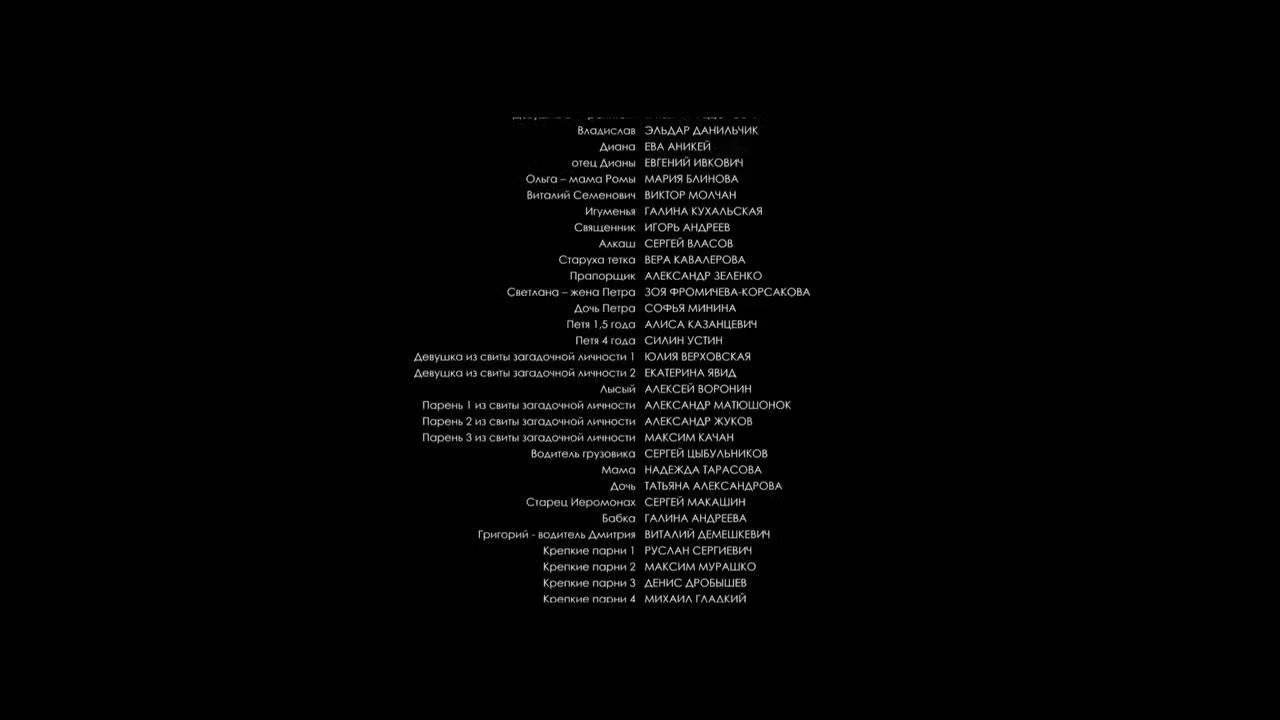 Владислав ЭЛЬДАР ДАНИЛЬЧИК
Диана ЕВА АНИКЕЙ
отец Дианы ЕВГЕНИЙ ИВКОВИЧ
Ольга – мама Ромы МАРИЯ БЛИНОВА
Виталий Семенович ВИКТОР МОЛЧАН
Игуменья ГАЛИНА КУХАЛЬСКАЯ
Священник ИГОРЬ АНДРЕЕВ
Алкаш СЕРГЕЙ ВЛАСОВ
Старуха тетка ВЕРА КАВАЛЕРОВА
Прапорщик АЛЕКСАНДР ЗЕЛЕНКО
Светлана – жена Петра ЗОЯ ФРОМИЧЕВА-КОРСАКОВА
Дочь Петра СОФЬЯ МИНИНА
Петя 1,5 года АЛИСА КАЗАНЦЕВИЧ
Петя 4 года СИЛИН УСТИН
Девушка из свиты загадочной личности 1 ЮЛИЯ ВЕРХОВСКАЯ
Девушка из свиты загадочной личности 2 ЕКАТЕРИНА ЯВИД
Лысый АЛЕКСЕЙ ВОРОНИН
Парень 1 из свиты загадочной личности АЛЕКСАНДР МАТЮШОНОК
Парень 2 из свиты загадочной личности АЛЕКСАНДР ЖУКОВ
Парень 3 из свиты загадочной личности МАКСИМ КАЧАН
Водитель грузовика СЕРГЕЙ ЦЫБУЛЬНИКОВ
Мама НАДЕЖДА ТАРАСОВА
Дочь ТАТЬЯНА АЛЕКСАНДРОВА
Старец Иеромонах СЕРГЕЙ МАКАШИН
Бабка ГАЛИНА АНДРЕЕВА
Григорий - водитель Дмитрия ВИТАЛИЙ ДЕМЕШКЕВИЧ
Крепкие парни 1 РУСЛАН СЕРГИЕВИЧ
Крепкие парни 2 МАКСИМ МУРАШКО
Крепкие парни 3 ДЕНИС ДРОБЫШЕВ
Крепкие парни 4 МИХАИЛ ГЛАДКИЙ